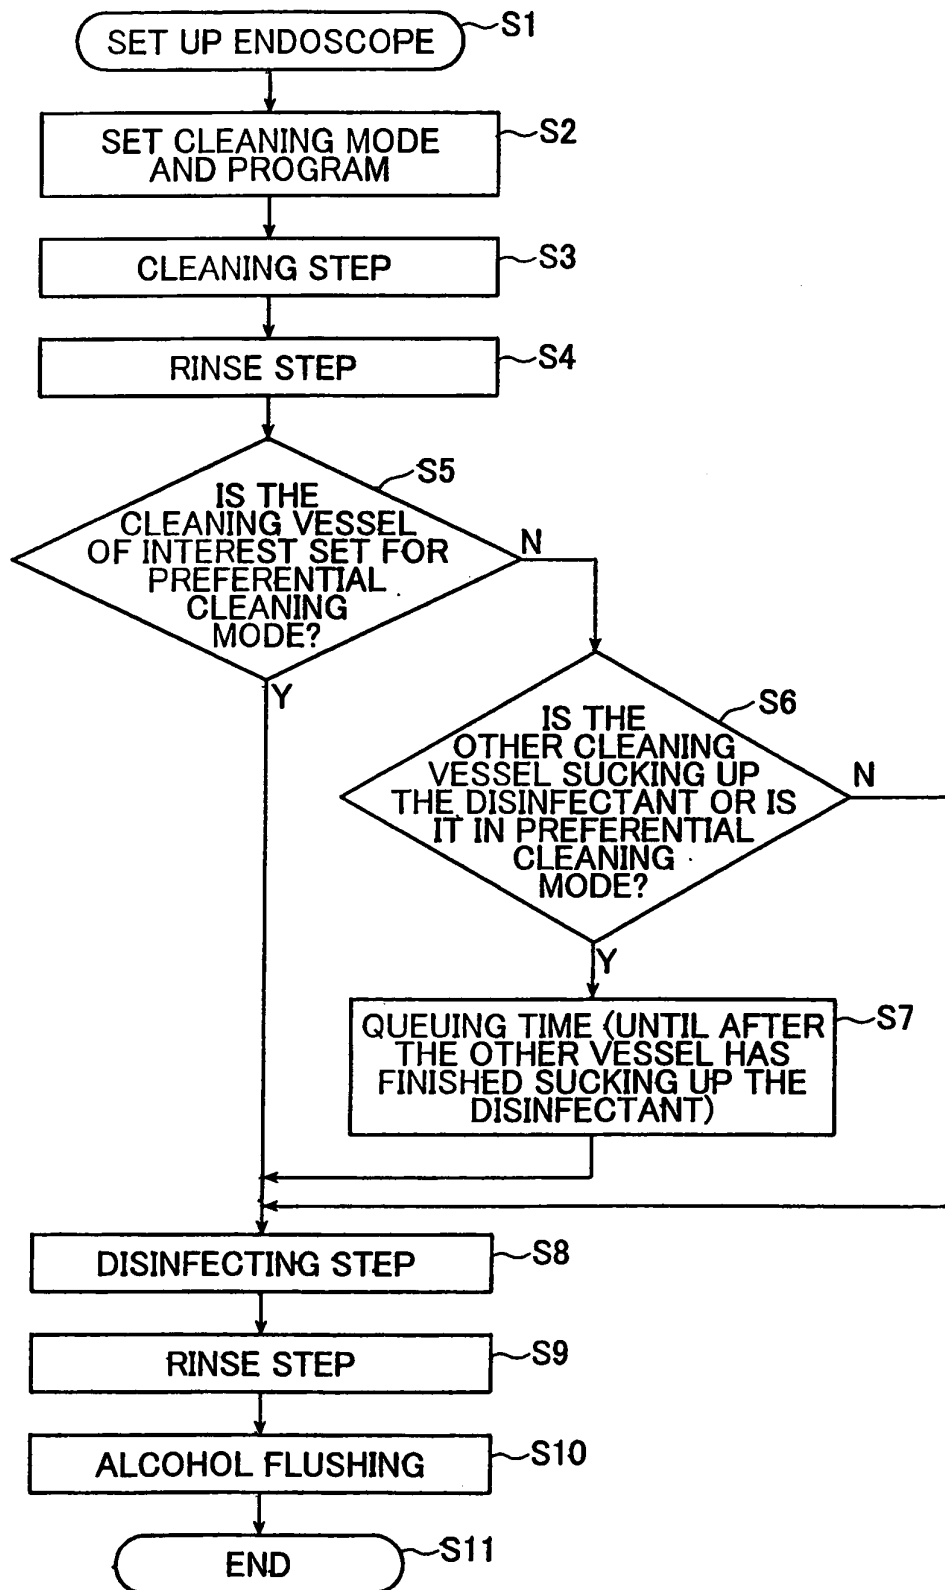 SET UP ENDOSCOPE
S1
SET CLEANING MODE
AND PROGRAM
S2
CLEANING STEP
S3
RINSE STEP
S4
IS THE
CLEANING VESSEL
OF INTEREST SET FOR
PREFERENTIAL
CLEANING
MODE?
S5
N
Y
IS THE
OTHER CLEANING
VESSEL SUCKING UP
THE DISINFECTANT OR IS
IT IN PREFERENTIAL
CLEANING
MODE?
S6
N
Y
QUEUING TIME (UNTIL AFTER
THE OTHER VESSEL HAS
FINISHED SUCKING UP THE
DISINFECTANT)
S7
DISINFECTING STEP
S8
RINSE STEP
S9
ALCOHOL FLUSHING
S10
END
S11